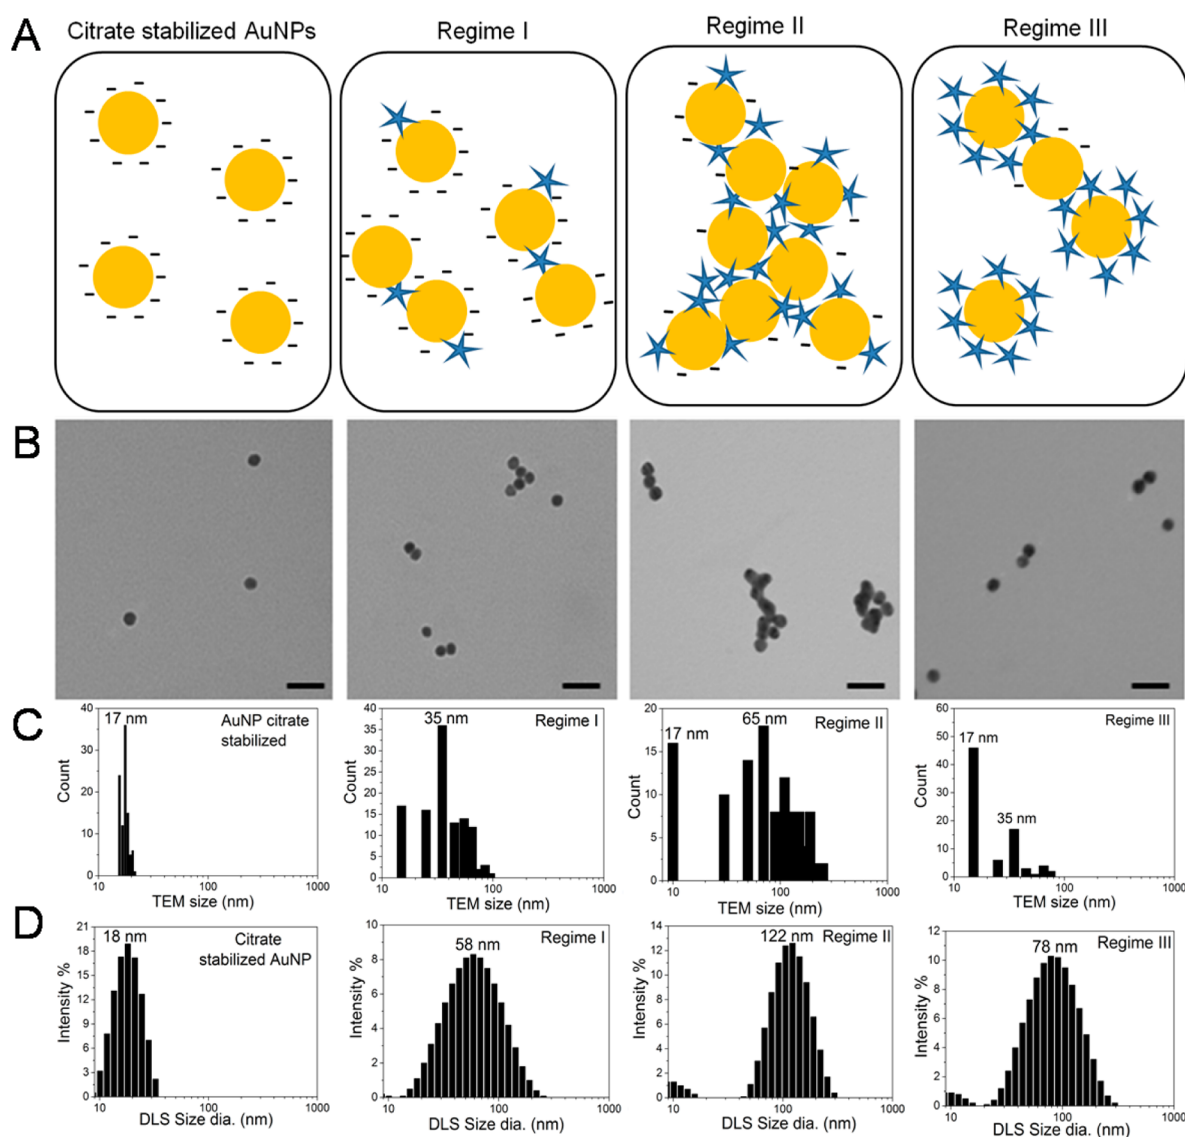 A
Citrate stabilized AuNPs
Regime I
Regime II
Regime III
B
C
40
30
20
10
0
Count
17 nm
AuNP citrate
stabilized
10
100
1000
TEM size (nm)
40
35
30
25
20
15
10
5
0
Count
35 nm
Regime I
10
100
1000
TEM size (nm)
20
15
10
5
0
Count
17 nm
65 nm
Regime II
10
100
1000
TEM size (nm)
60
50
40
30
20
10
0
Count
17 nm
35 nm
Regime III
10
100
1000
TEM size (nm)
D
21
18
15
12
9
6
3
0
Intensity %
18 nm
Citrate
stabilized AuNP
10
100
1000
DLS Size dia. (nm)
10
8
6
4
2
0
Intensity %
58 nm
Regime I
10
100
1000
DLS Size dia. (nm)
14
12
10
8
6
4
2
0
Intensity %
122 nm
Regime II
10
100
1000
DLS Size dia. (nm)
12
10
8
6
4
2
0
Intensity %
78 nm
Regime III
10
100
1000
DLS Size dia. (nm)